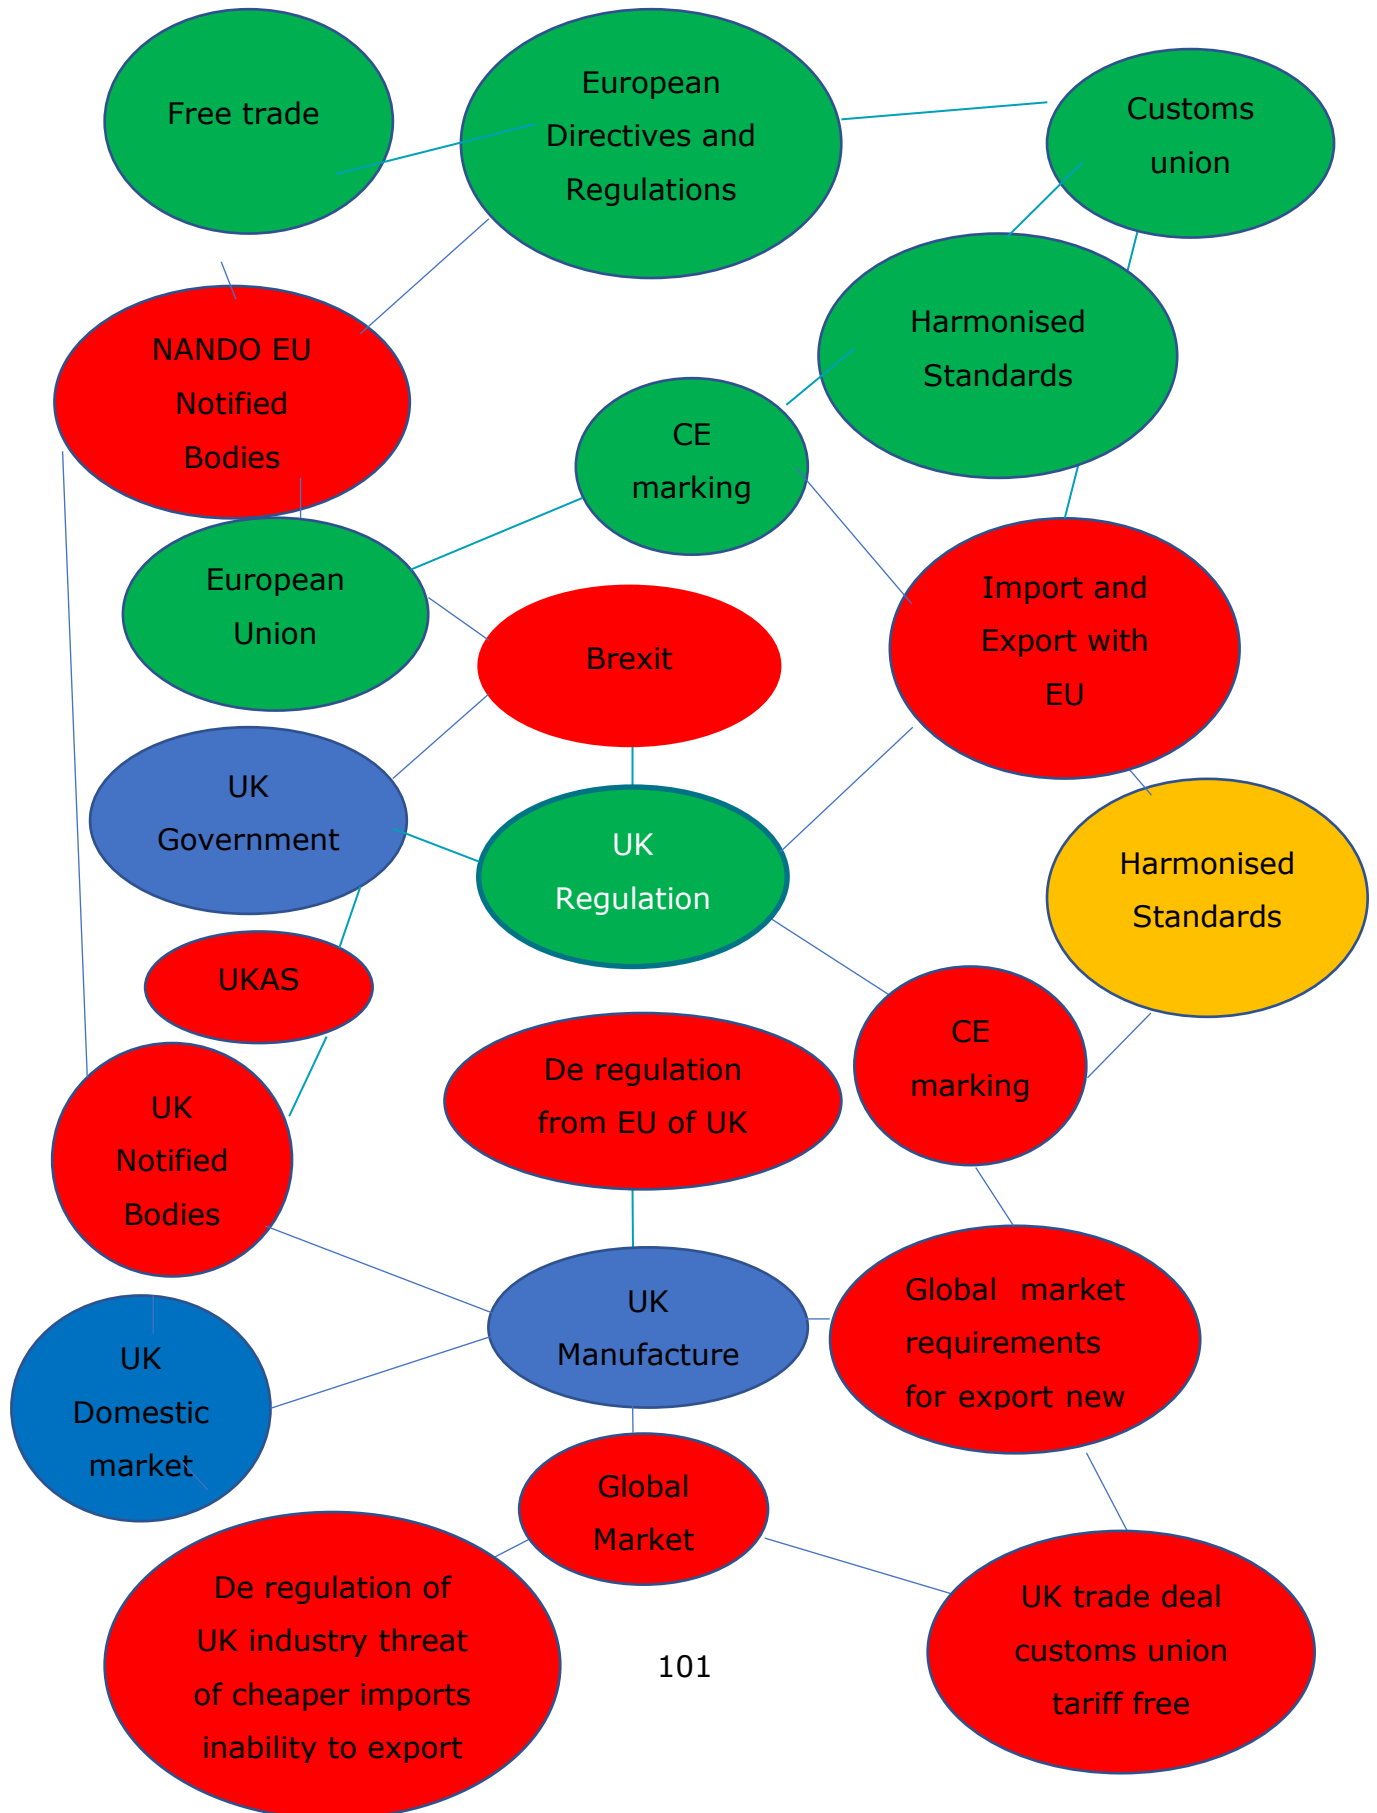 Free trade
European
Directives and
Regulations
Customs
union
NANDO EU
Notified
Bodies
Harmonised
Standards
CE
marking
European
Union
Brexit
Import and
Export with
EU
UK
Government
UK
Regulation
Harmonised
Standards
UKAS
CE
marking
De regulation
from EU of UK
UK
Notified
Bodies
UK
Manufacture
Global market
requirements
for export new
UK
Domestic
market
Global
Market
De regulation of
UK industry threat
of cheaper imports
inability to export
101
UK trade deal
customs union
tariff free